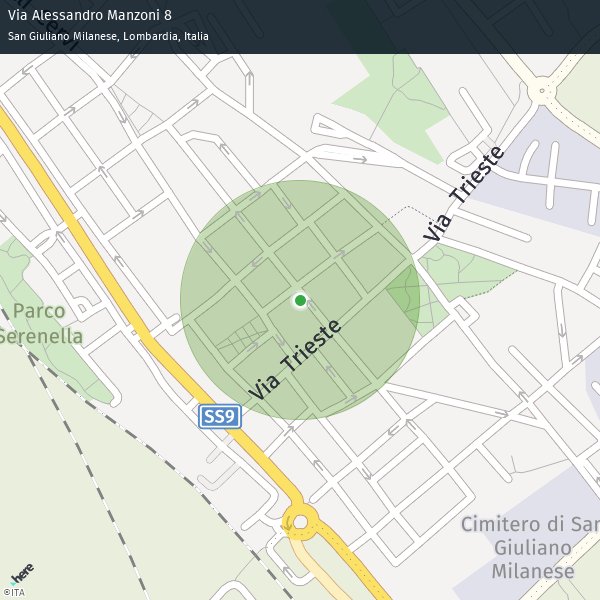 Via Alessandro Manzoni 8
San Giuliano Milanese, Lombardia, Italia
Via Trieste
Parco
Serenella
Via Trieste
SS9
Cimitero di San
Giuliano
Milanese
here
©ITA